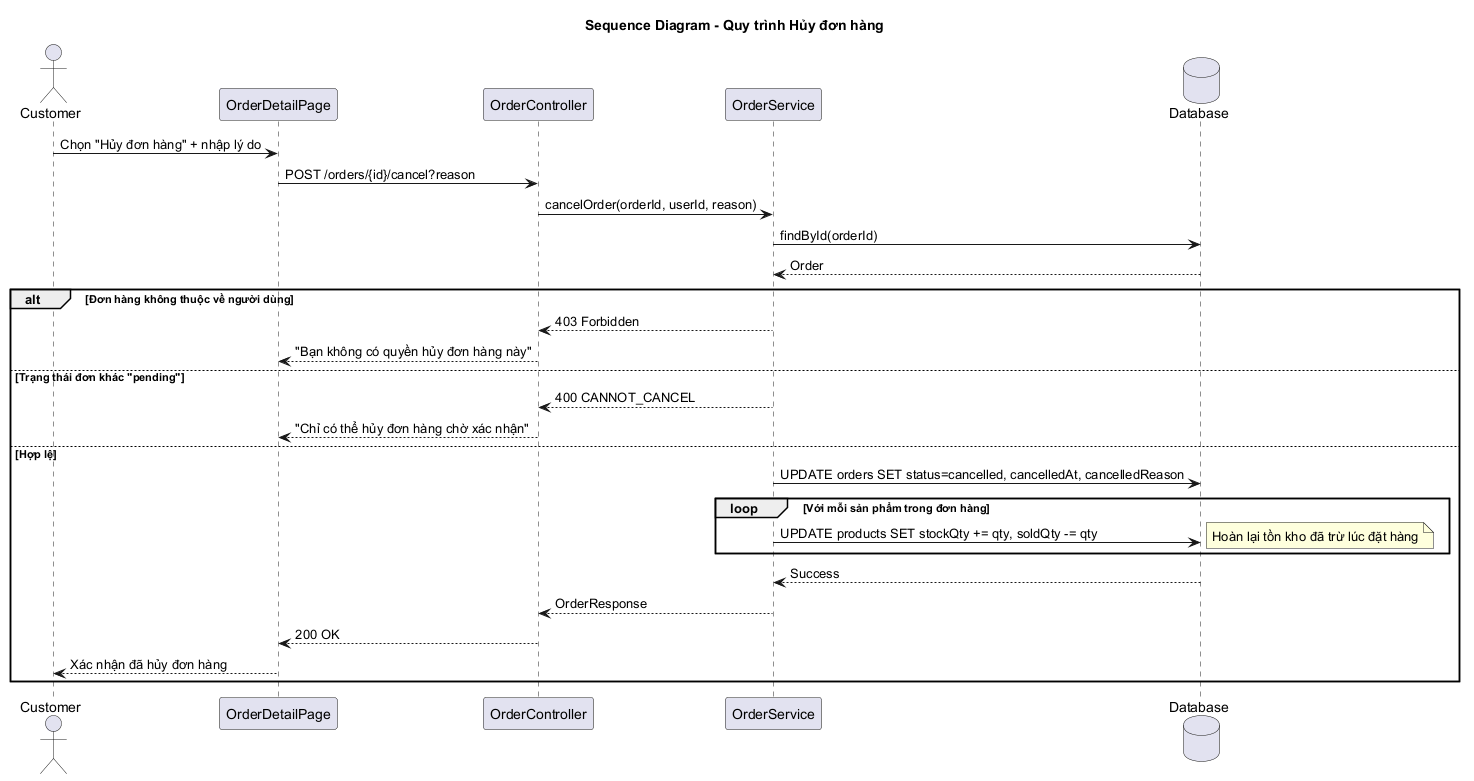 Sequence Diagram - Quy trình Hủy đơn hàng
Customer
OrderDetailPage
OrderController
OrderService
Database
Chọn "Hủy đơn hàng" + nhập lý do
POST /orders/{id}/cancel?reason
cancelOrder(orderId, userId, reason)
findById(orderId)
Order
alt
[Đơn hàng không thuộc về người dùng]
403 Forbidden
"Bạn không có quyền hủy đơn hàng này"
[Trạng thái đơn khác "pending"]
400 CANNOT_CANCEL
"Chỉ có thể hủy đơn hàng chờ xác nhận"
[Hợp lệ]
UPDATE orders SET status=cancelled, cancelledAt, cancelledReason
loop
[Với mỗi sản phẩm trong đơn hàng]
UPDATE products SET stockQty += qty, soldQty -= qty
Hoàn lại tồn kho đã trừ lúc đặt hàng
Success
OrderResponse
200 OK
Xác nhận đã hủy đơn hàng
Customer
OrderDetailPage
OrderController
OrderService
Database